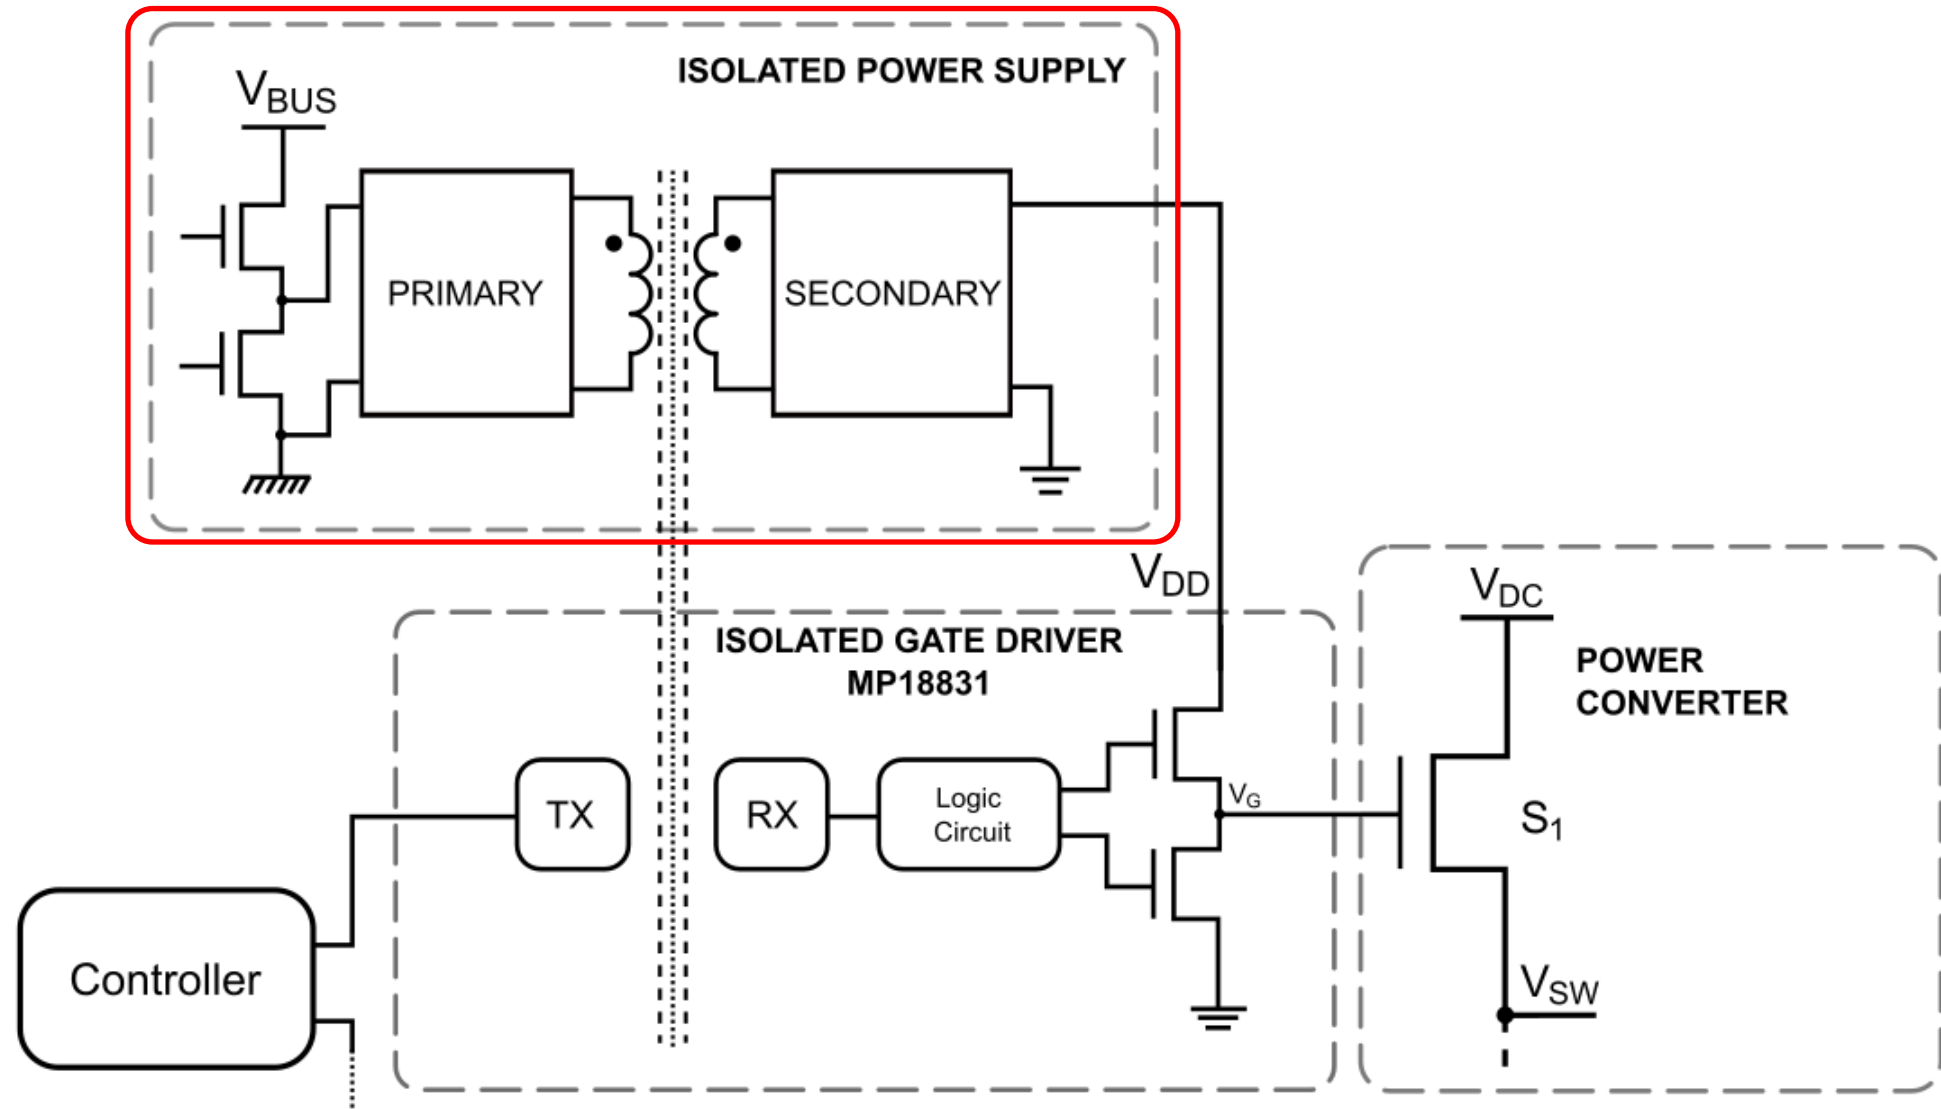 ISOLATED POWER SUPPLY
VBUS
PRIMARY
SECONDARY
VDD
VDC
ISOLATED GATE DRIVER
MP18831
POWER
CONVERTER
TX
RX
Logic
Circuit
VG
S1
Controller
VSW